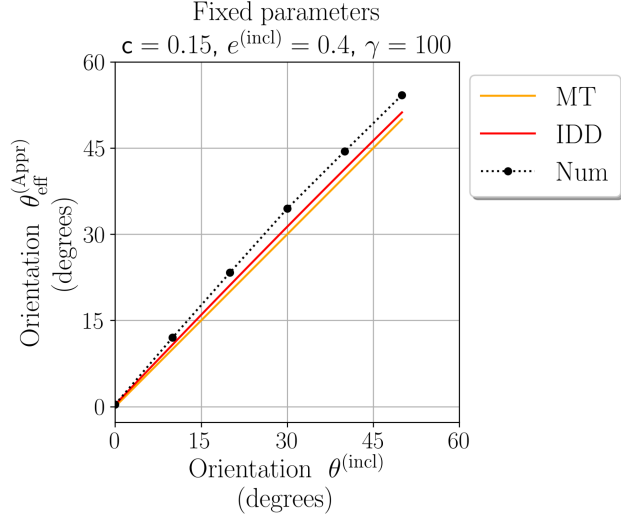 Fixed parameters
c = 0.15, e^(incl) = 0.4, γ = 100
60
45
30
15
0
Orientation θ_eff^(Appr)
(degrees)
0 15 30 45 60
Orientation θ^(incl)
(degrees)
MT
IDD
Num